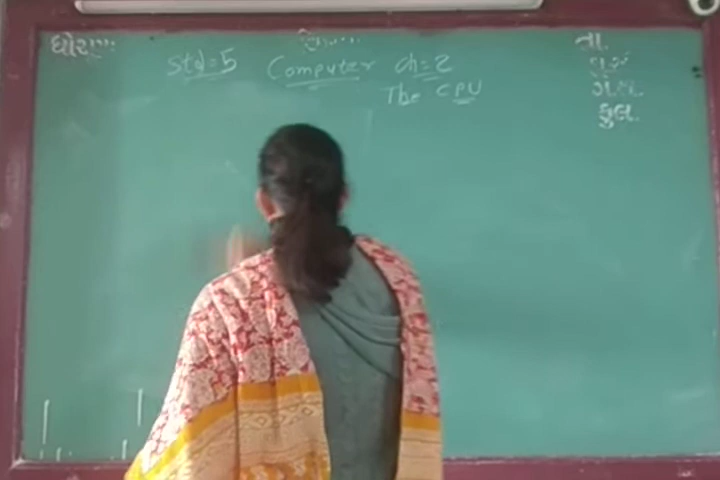 ધોરણ
Std=5 Computer ch=2
The CPU
તા.
કુલ.